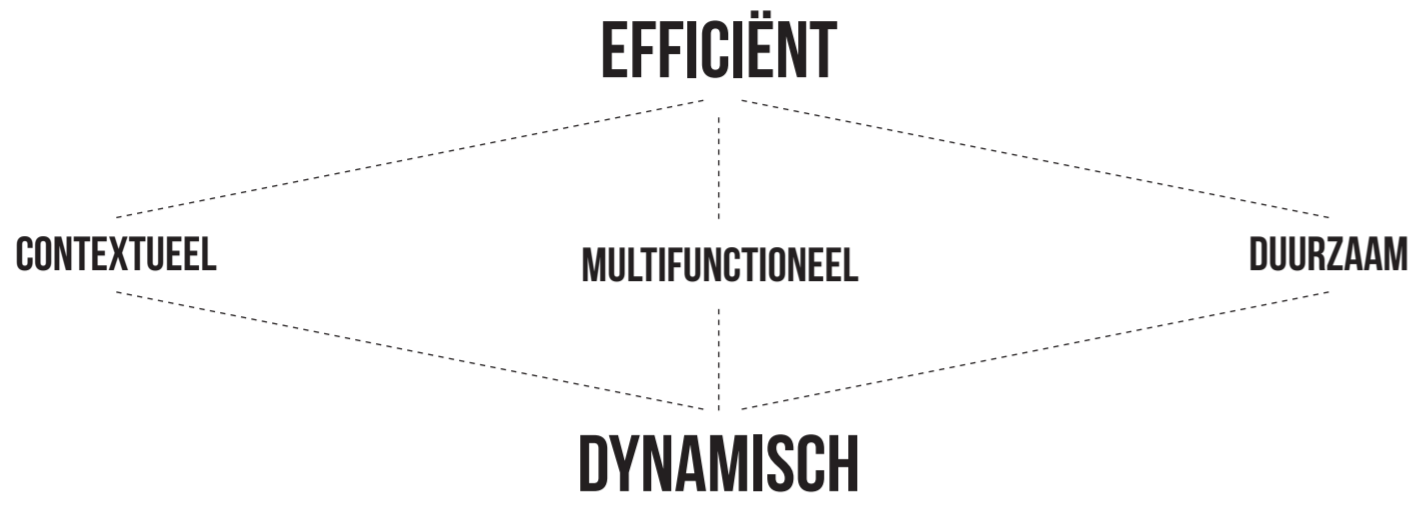 EFFICIËNT
CONTEXTUEEL
MULTIFUNCTIONEEL
DUURZAAM
DYNAMISCH